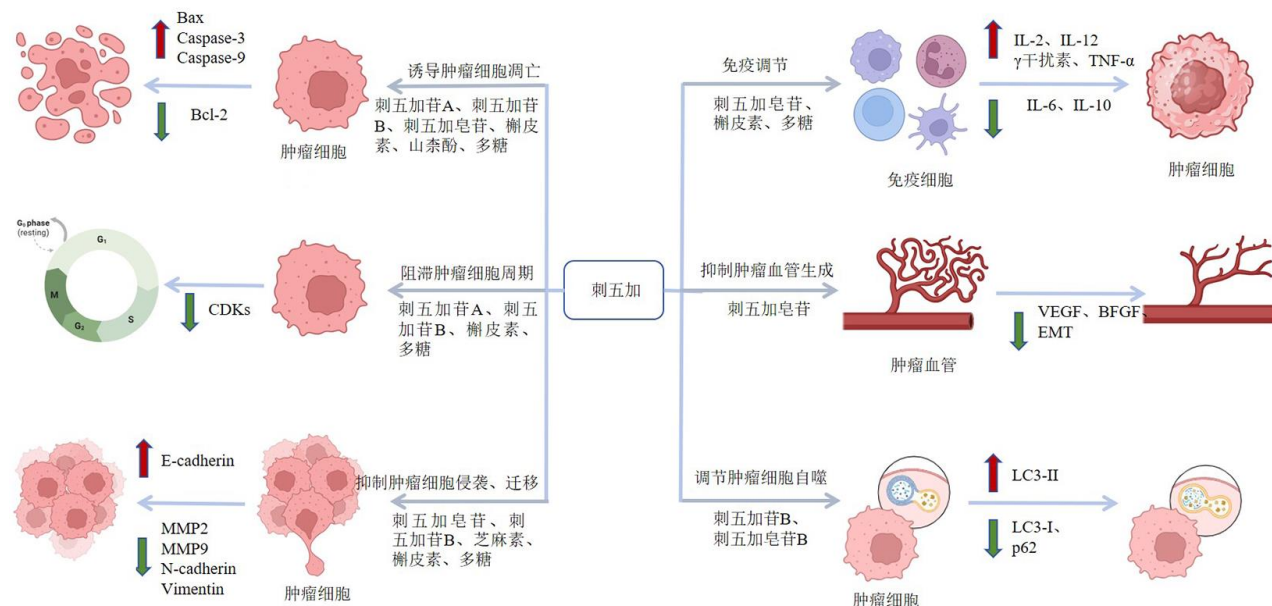 Bax
Caspase-3
Caspase-9
Bcl-2
肿瘤细胞
诱导肿瘤细胞凋亡
刺五加苷A、刺五加苷
B、刺五加皂苷、槲皮
素、山柰酚、多糖
G₀ phase
(resting)
G₁
S
G₂
M
CDKs
阻滞肿瘤细胞周期
刺五加苷A、刺五
加苷B、槲皮素、
多糖
E-cadherin
MMP2
MMP9
N-cadherin
Vimentin
肿瘤细胞
抑制肿瘤细胞侵袭、迁移
刺五加皂苷、刺
五加苷B、芝麻素、
槲皮素、多糖
刺五加
免疫调节
刺五加皂苷、
槲皮素、多糖
免疫细胞
IL-2、IL-12
γ干扰素、TNF-α
IL-6、IL-10
肿瘤细胞
抑制肿瘤血管生成
刺五加皂苷
肿瘤血管
VEGF、BFGF、
EMT
调节肿瘤细胞自噬
刺五加苷B、
刺五加皂苷B
肿瘤细胞
LC3-II
LC3-I、
p62